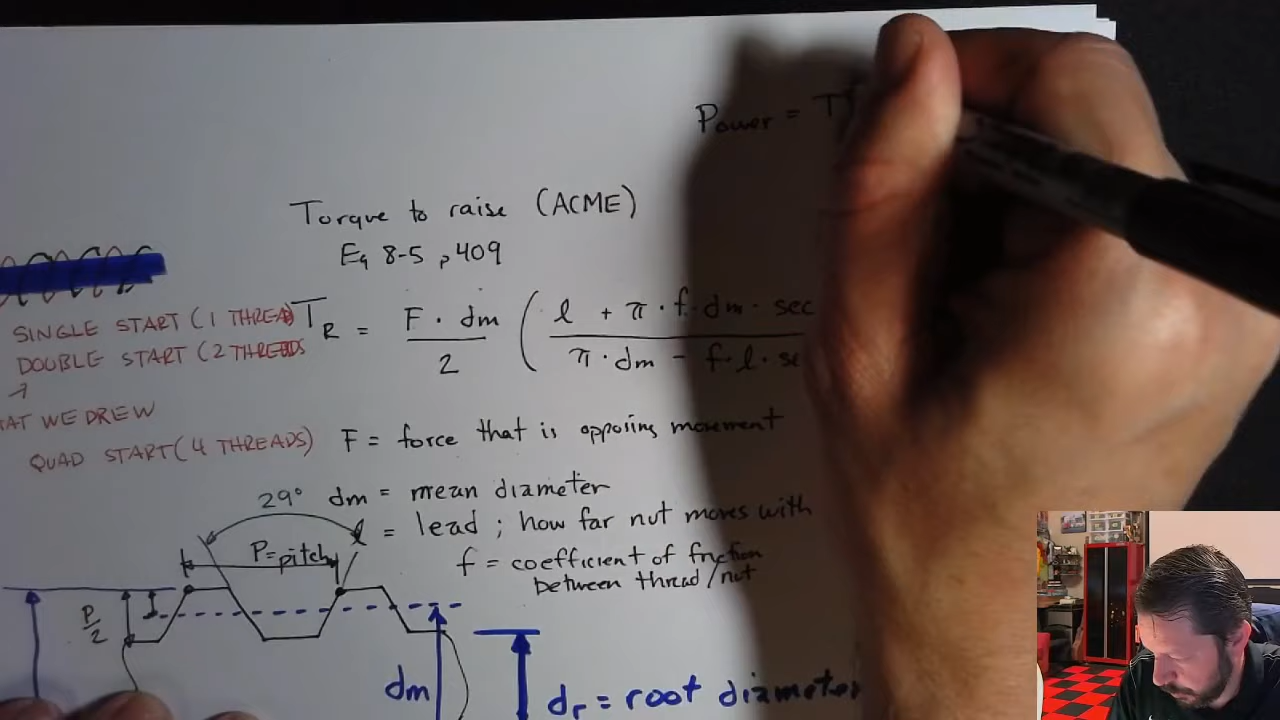 Power = T
Torque to raise (ACME)
Eq 8-5, p409
SINGLE START (1 THREAD)
DOUBLE START (2 THREADS
AT WE DREW
QUAD START (4 THREADS)
T_R = F · dm / 2 ( l + π · f · dm · sec / π · dm - f · l · se
F = force that is opposing movement
29° dm = mean diameter
l = lead ; how far nut moves with
P = pitch
f = coefficient of friction
between thread / nut
P/2
dm
dr = root diameter